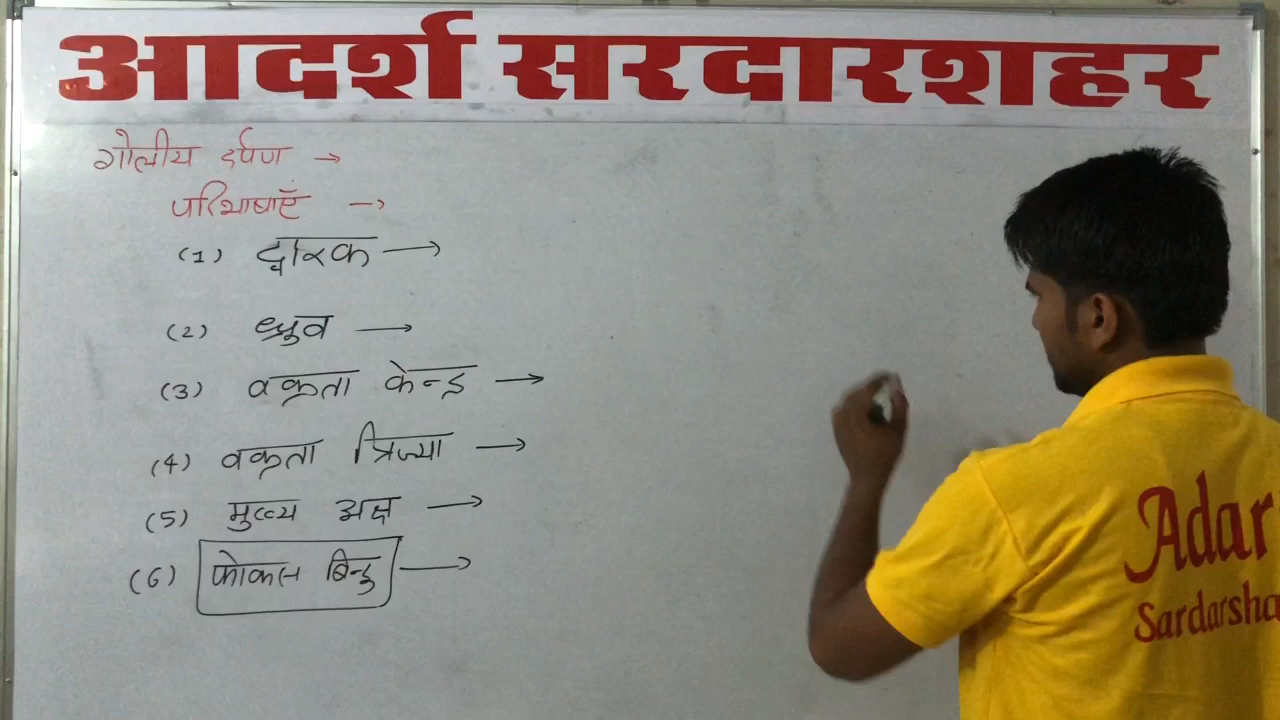 आदर्श सरदारशहर
गोलीय दर्पण →
परिभाषाएँ →
(1) द्वारक →
(2) ध्रुव →
(3) वक्रता केन्द्र →
(4) वक्रता त्रिज्या →
(5) मुख्य अक्ष →
(6) फोकस बिन्दु →
Adar
Sardarsha